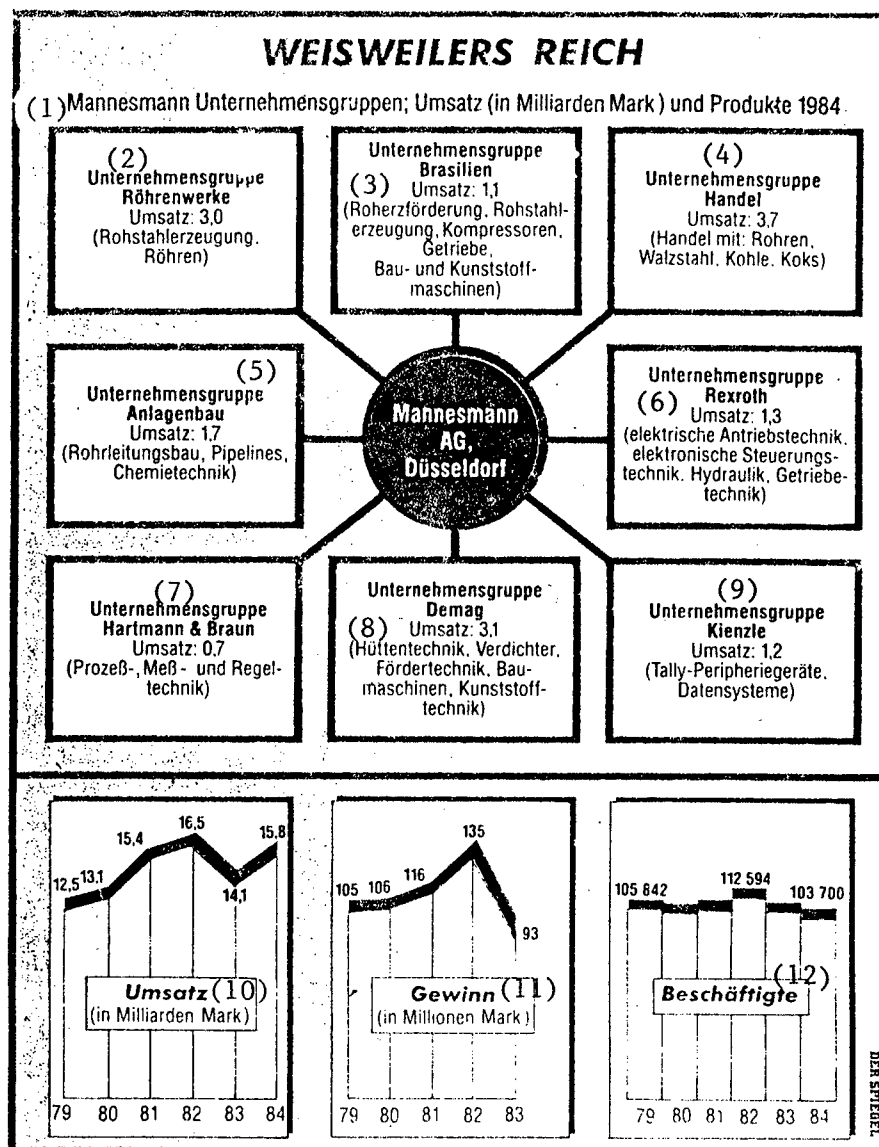 WEISWEILERS REICH
(1) Mannesmann Unternehmensgruppen; Umsatz (in Milliarden Mark) und Produkte 1984
(2)
Unternehmensgruppe
Röhrenwerke
Umsatz: 3,0
(Rohstahlerzeugung.
Röhren)
Unternehmensgruppe
Brasilien
(3) Umsatz: 1,1
(Roherzförderung, Rohstahl-
erzeugung, Kompressoren,
Getriebe,
Bau- und Kunststoff-
maschinen)
(4)
Unternehmensgruppe
Handel
Umsatz: 3,7
(Handel mit: Rohren,
Walzstahl, Kohle. Koks)
(5)
Unternehmensgruppe
Anlagenbau
Umsatz: 1,7
(Rohrleitungsbau, Pipelines,
Chemietechnik)
Mannesmann
AG,
Düsseldorf
Unternehmensgruppe
Rexroth
(6) Umsatz: 1,3
(elektrische Antriebstechnik.
elektronische Steuerungs-
technik. Hydraulik, Getriebe-
technik)
(7)
Unternehmensgruppe
Hartmann & Braun
Umsatz: 0,7
(Prozeß-, Meß- und Regel-
technik)
Unternehmensgruppe
Demag
(8) Umsatz: 3,1
(Hüttentechnik, Verdichter,
Fördertechnik, Bau-
maschinen, Kunststoff-
technik)
(9)
Unternehmensgruppe
Kienzle
Umsatz: 1,2
(Tally-Peripheriegeräte.
Datensysteme)
12,5 13,1 15,4 16,5 14,1 15,8
Umsatz (10)
(in Milliarden Mark)
79 80 81 82 83 84
105 106 116 135 93
Gewinn (11)
(in Millionen Mark)
79 80 81 82 83
105 842 112 594 103 700
Beschäftigte (12)
79 80 81 82 83 84
DER SPIEGEL